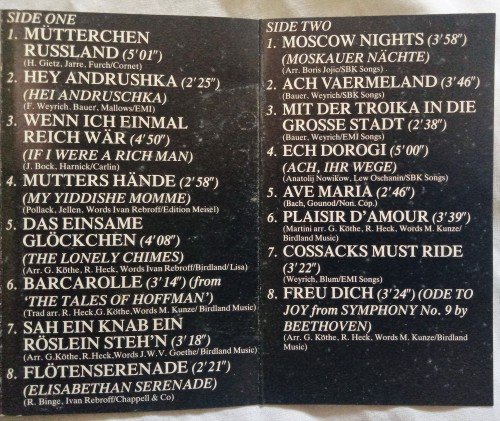 SIDE ONE
1. MÜTTERCHEN
RUSSLAND (5'01")
(H. Gietz, Jarre, Furch/Cornet)
2. HEY ANDRUSHKA (2'25")
(HEI ANDRUSCHKA)
(F. Weyrich. Bauer. Mallows/EMI)
3. WENN ICH EINMAL
REICH WÄR (4'50")
(IF I WERE A RICH MAN)
(J. Bock. Harnick/Carlin)
4. MUTTERS HÄNDE (2'58")
(MY YIDDISHE MOMME)
(Pollack, Jellen, Words Ivan Rebroff/Edition Meisel)
5. DAS EINSAME
GLÖCKCHEN (4'08")
(THE LONELY CHIMES)
(Arr. G. Köthe, R. Heck, Words Ivan Rebroff/Birdland/Lisa)
6. BARCAROLLE (3'14") (from
'THE TALES OF HOFFMAN')
(Trad arr. R. Heck,G.Köthe,Words M. Kunze/Birdland Music)
7. SAH EIN KNAB EIN
RÖSLEIN STEH'N (3'18")
(Arr. G.Köthe, R.Heck,Words J.W.V. Goethe/Birdland Music)
8. FLÖTENSERENADE (2'21")
(ELISABETHAN SERENADE)
(R. Binge, Ivan Rebroff/Chappell & Co)
SIDE TWO
1. MOSCOW NIGHTS (3'58")
(MOSKAUER NÄCHTE)
(Arr. Boris Jojic/SBK Songs)
2. ACH VAERMELAND (3'46")
(Bauer, Weyrich/SBK Songs)
3. MIT DER TROIKA IN DIE
GROSSE STADT (2'38")
(Bauer, Weyrich/EMI Songs)
4. ECH DOROGI (5'00")
(ACH, IHR WEGE)
(Anatolij Nowikow, Lew Oschanin/SBK Songs)
5. AVE MARIA (2'46")
(Bach, Gounod/Non. Cop.)
6. PLAISIR D'AMOUR (3'39")
(Martini arr. G. Köthe, R. Heck, Words M. Kunze/
Birdland Music)
7. COSSACKS MUST RIDE
(3'22")
(Weyrich, Blum/EMI Songs)
8. FREU DICH (3'24") (ODE TO
JOY from SYMPHONY No. 9 by
BEETHOVEN)
(Arr. G. Köthe, R. Heck, Words M. Kunze/Birdland
Music)